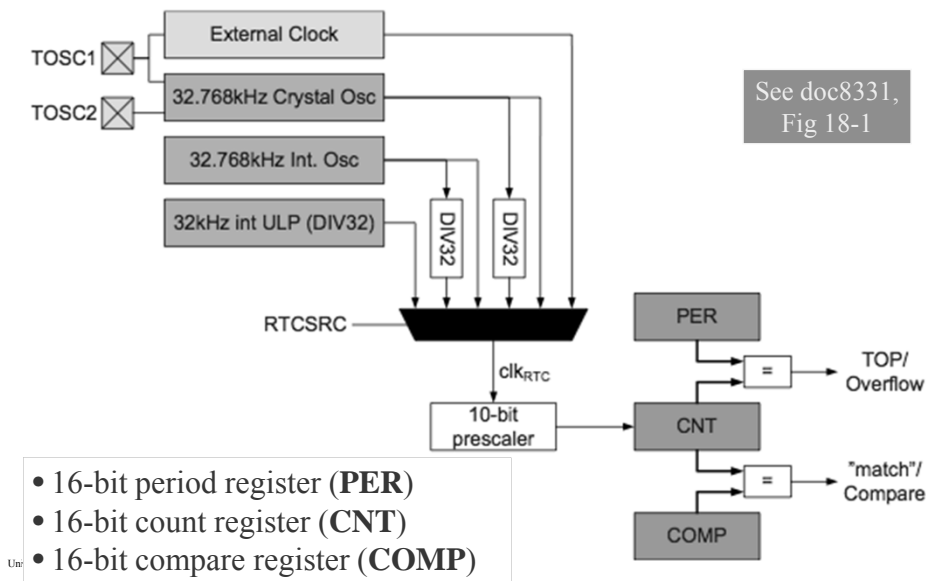 External Clock
TOSC1
32.768kHz Crystal Osc
TOSC2
See doc8331,
Fig 18-1
32.768kHz Int. Osc
32kHz int ULP (DIV32)
DIV32
DIV32
RTCSRC
PER
clkRTC
=
TOP/
Overflow
10-bit
prescaler
CNT
=
"match"/
Compare
COMP
• 16-bit period register (PER)
• 16-bit count register (CNT)
• 16-bit compare register (COMP)